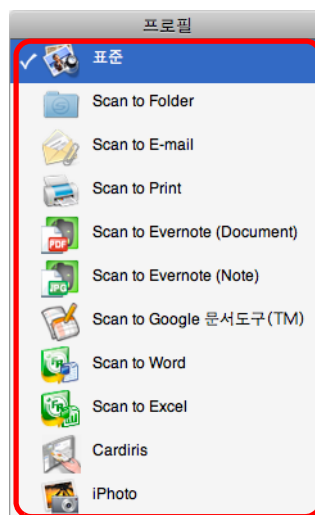 프로필
표준
Scan to Folder
Scan to E-mail
Scan to Print
PDF
Scan to Evernote (Document)
JPG
Scan to Evernote (Note)
Scan to Google 문서도구(TM)
Scan to Word
Scan to Excel
Cardiris
iPhoto